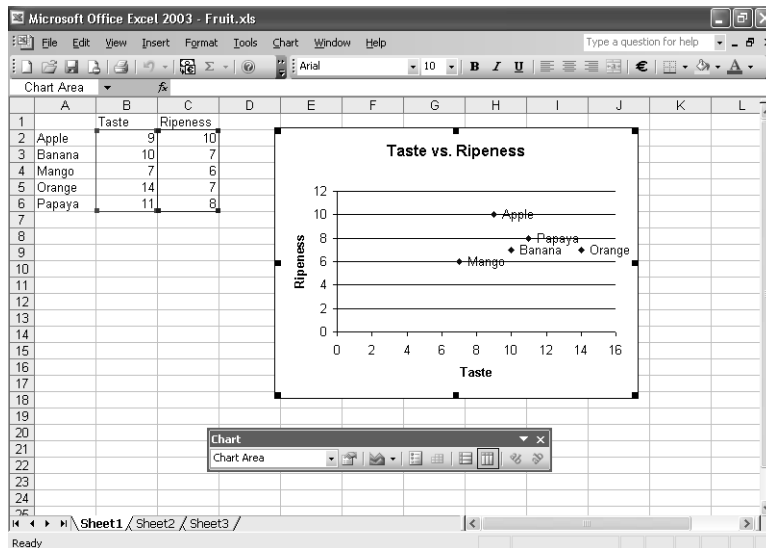 Microsoft Office Excel 2003 - Fruit.xls
File Edit View Insert Format Tools Chart Window Help Type a question for help
Arial 10 B I U € A
Chart Area fx
A B C D E F G H I J K L
1 Taste Ripeness
2 Apple 9 10
3 Banana 10 7
4 Mango 7 6
5 Orange 14 7
6 Papaya 11 8
7
8
9
10
11
12
13
14
15
16
17
18
19
20
21
22
23
24
25
Taste vs. Ripeness
12
10
8
6
4
2
0
Ripeness
Apple
Papaya
Banana Orange
Mango
0 2 4 6 8 10 12 14 16
Taste
Chart
Chart Area
Sheet1 Sheet2 Sheet3
Ready